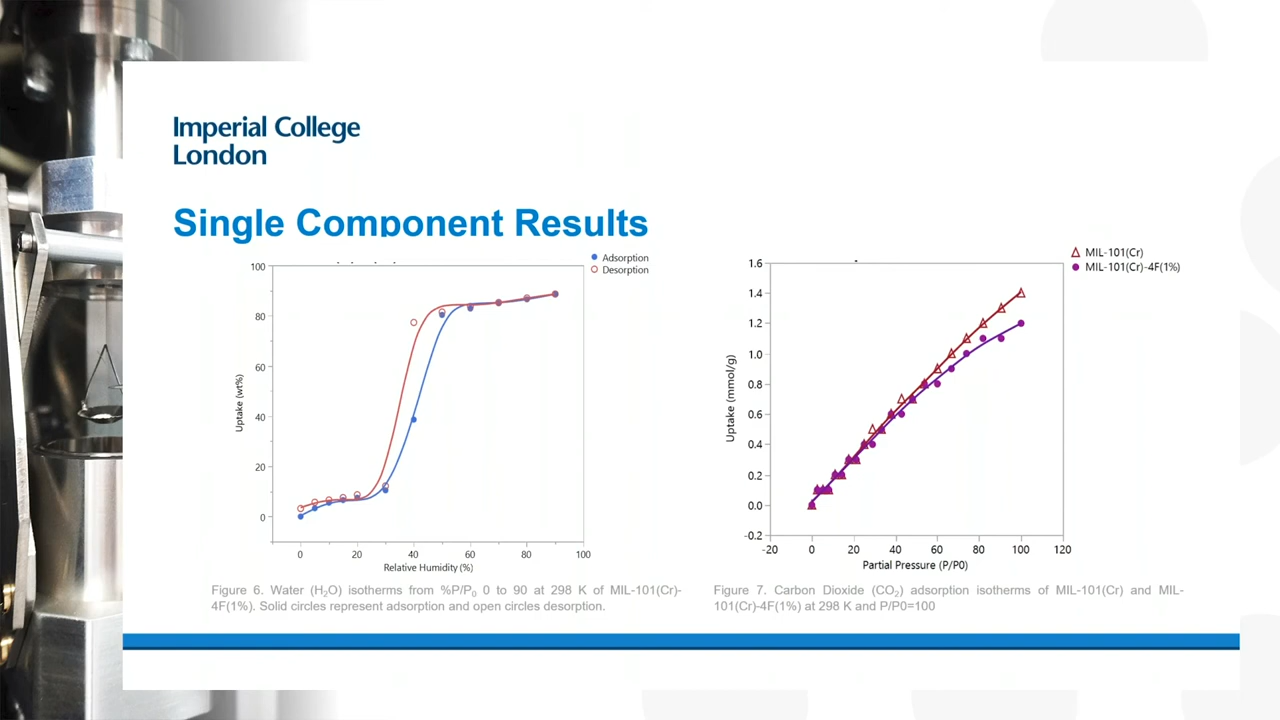 Imperial College
London
Single Component Results
Adsorption
Desorption
100
80
60
40
20
0
Uptake (wt%)
0
20
40
60
80
100
Relative Humidity (%)
Figure 6. Water (H₂O) isotherms from %P/P₀ 0 to 90 at 298 K of MIL-101(Cr)-
4F(1%). Solid circles represent adsorption and open circles desorption.
MIL-101(Cr)
MIL-101(Cr)-4F(1%)
1.6
1.4
1.2
1.0
0.8
0.6
0.4
0.2
0.0
-0.2
Uptake (mmol/g)
-20
0
20
40
60
80
100
120
Partial Pressure (P/P0)
Figure 7. Carbon Dioxide (CO₂) adsorption isotherms of MIL-101(Cr) and MIL-
101(Cr)-4F(1%) at 298 K and P/P0=100